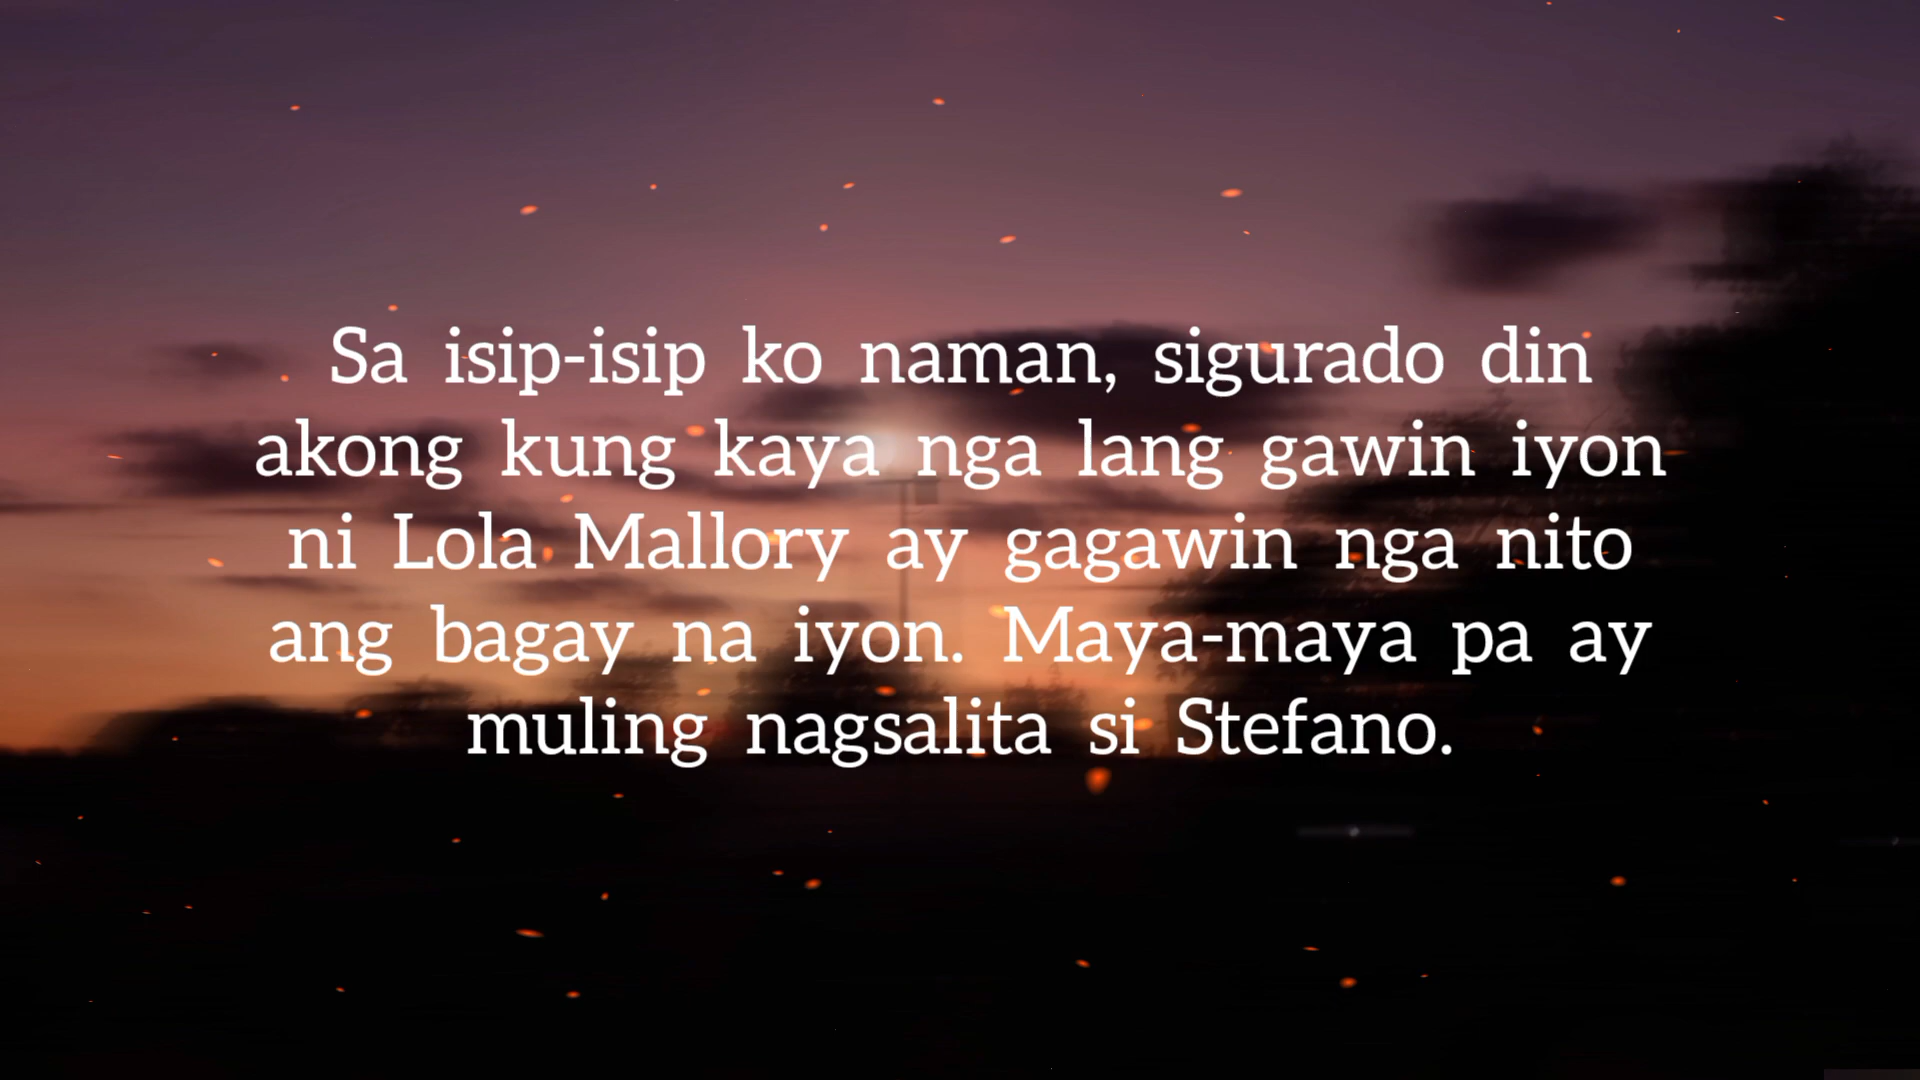 Sa isip-isip ko naman, sigurado din
akong kung kaya nga lang gawin iyon
ni Lola Mallory ay gagawin nga nito
ang bagay na iyon. Maya-maya pa ay
muling nagsalita si Stefano.